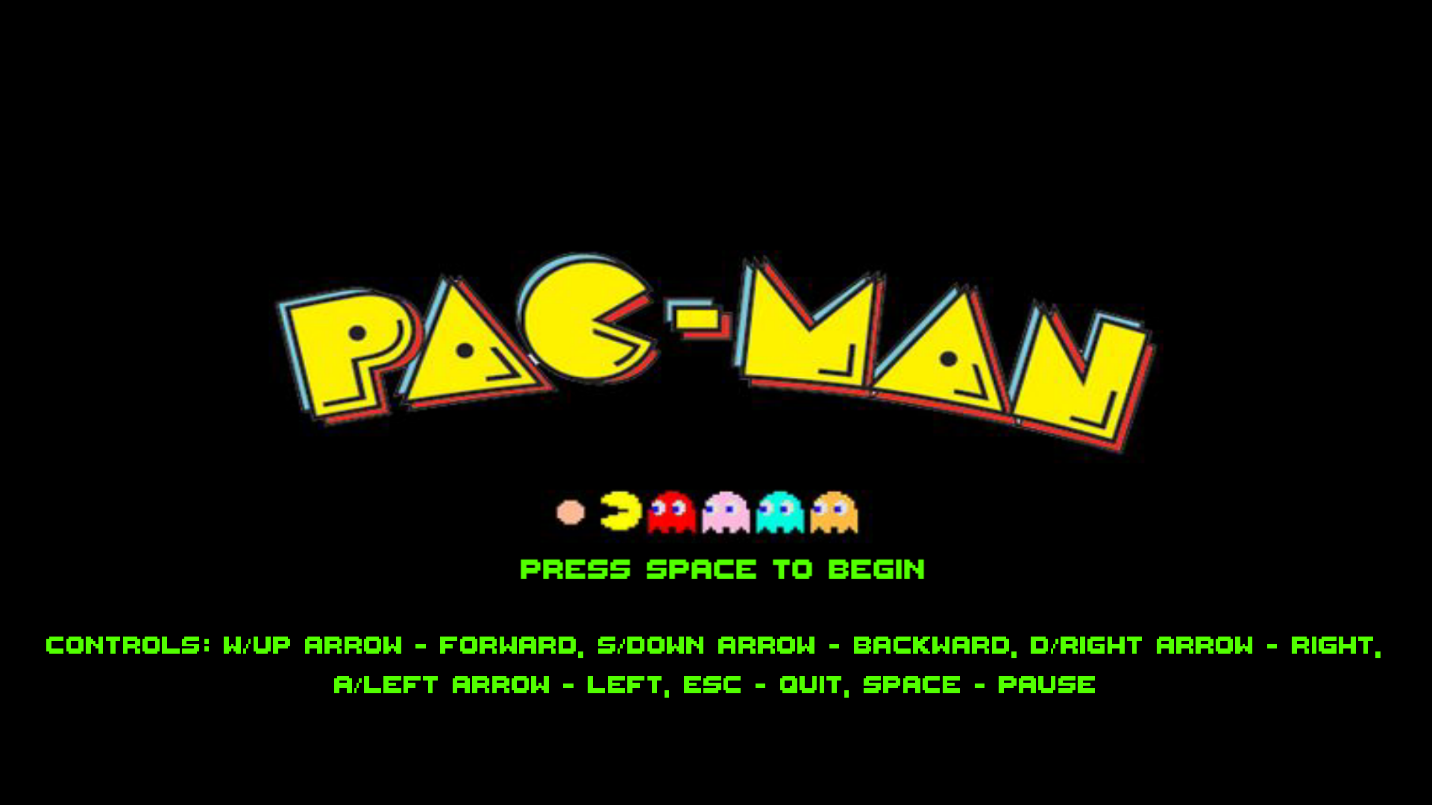 PAC-MAN
PRESS SPACE TO BEGIN
CONTROLS: W/UP ARROW - FORWARD, S/DOWN ARROW - BACKWARD, D/RIGHT ARROW - RIGHT,
A/LEFT ARROW - LEFT, ESC - QUIT, SPACE - PAUSE